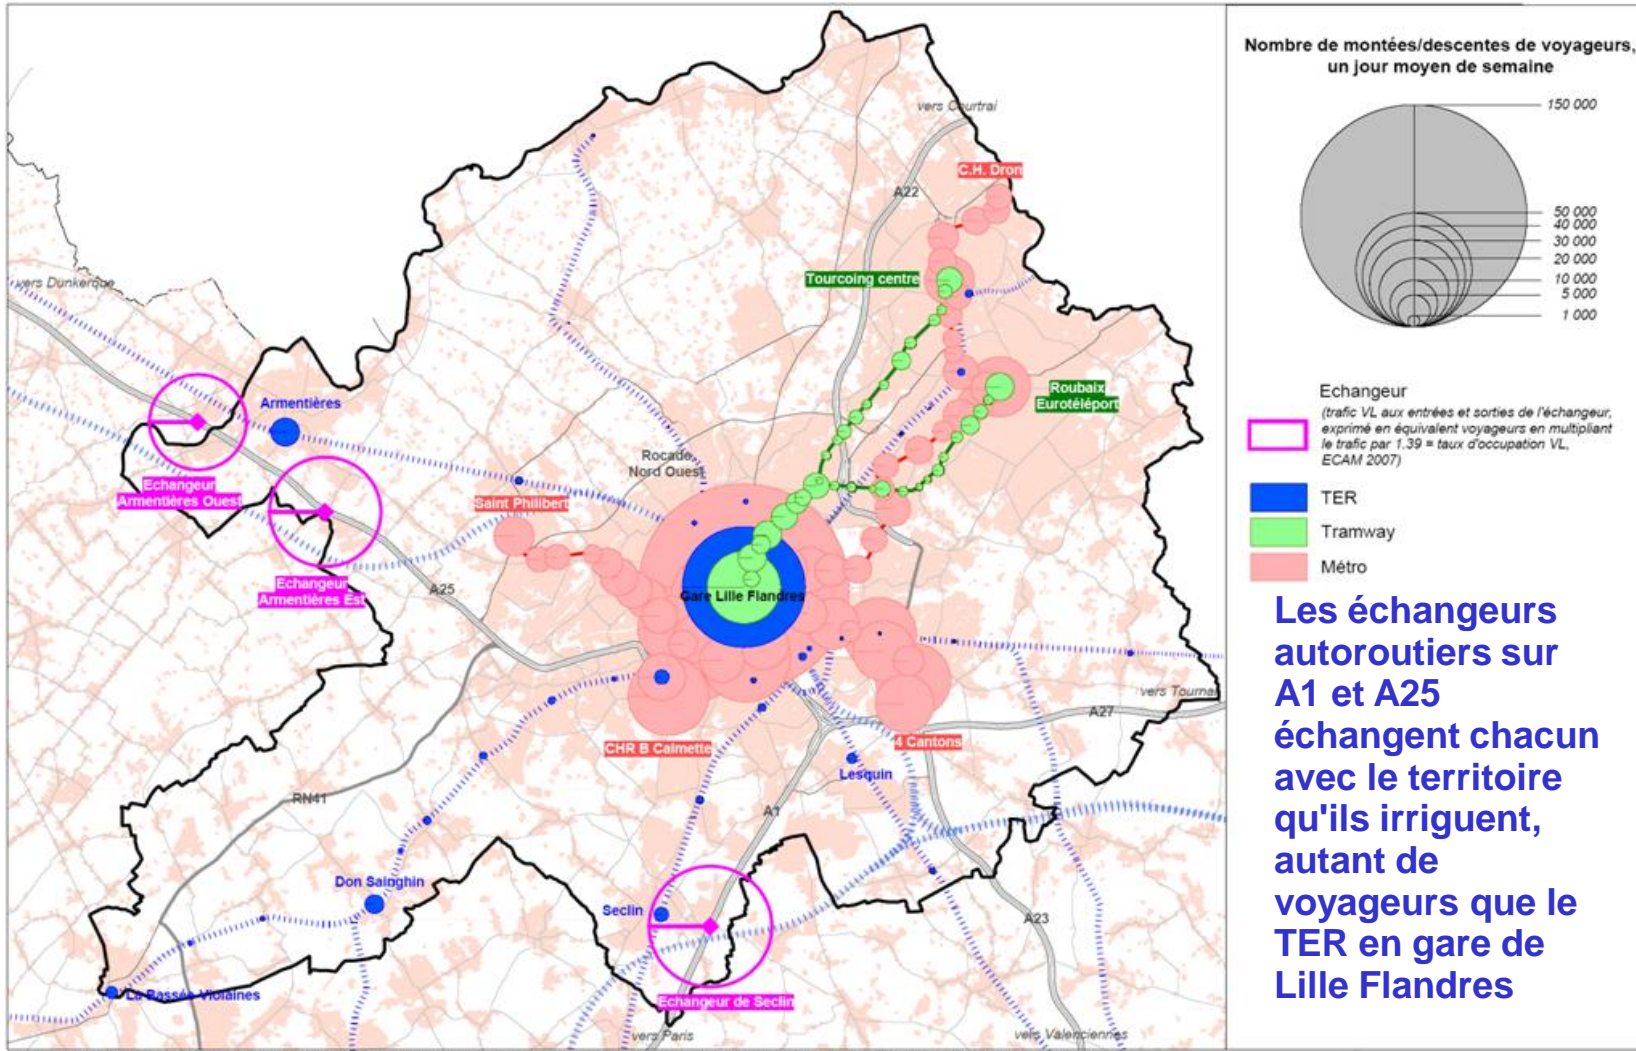 vers Courtrai
C.H. Dron
A22
Tourcoing centre
vers Dunkerque
Roubaix
Eurotéléport
Armentières
Rocade
Nord Ouest
Echangeur
Armentières Ouest
Saint Philibert
Echangeur
Armentières Est
A25
Gare Lille Flandres
vers Tournai
A27
CHR B Calmette
4 Cantons
Lesquin
RN41
A1
Don Sainghin
Seclin
A23
La Bassée Violaines
Echangeur de Seclin
vers Paris
vers Valenciennes
Nombre de montées/descentes de voyageurs,
un jour moyen de semaine
150 000
50 000
40 000
30 000
20 000
10 000
5 000
1 000
Echangeur
(trafic VL aux entrées et sorties de l'échangeur,
exprimé en équivalent voyageurs en multipliant
le trafic par 1.39 = taux d'occupation VL,
ECAM 2007)
TER
Tramway
Métro
Les échangeurs
autoroutiers sur
A1 et A25
échangent chacun
avec le territoire
qu'ils irriguent,
autant de
voyageurs que le
TER en gare de
Lille Flandres